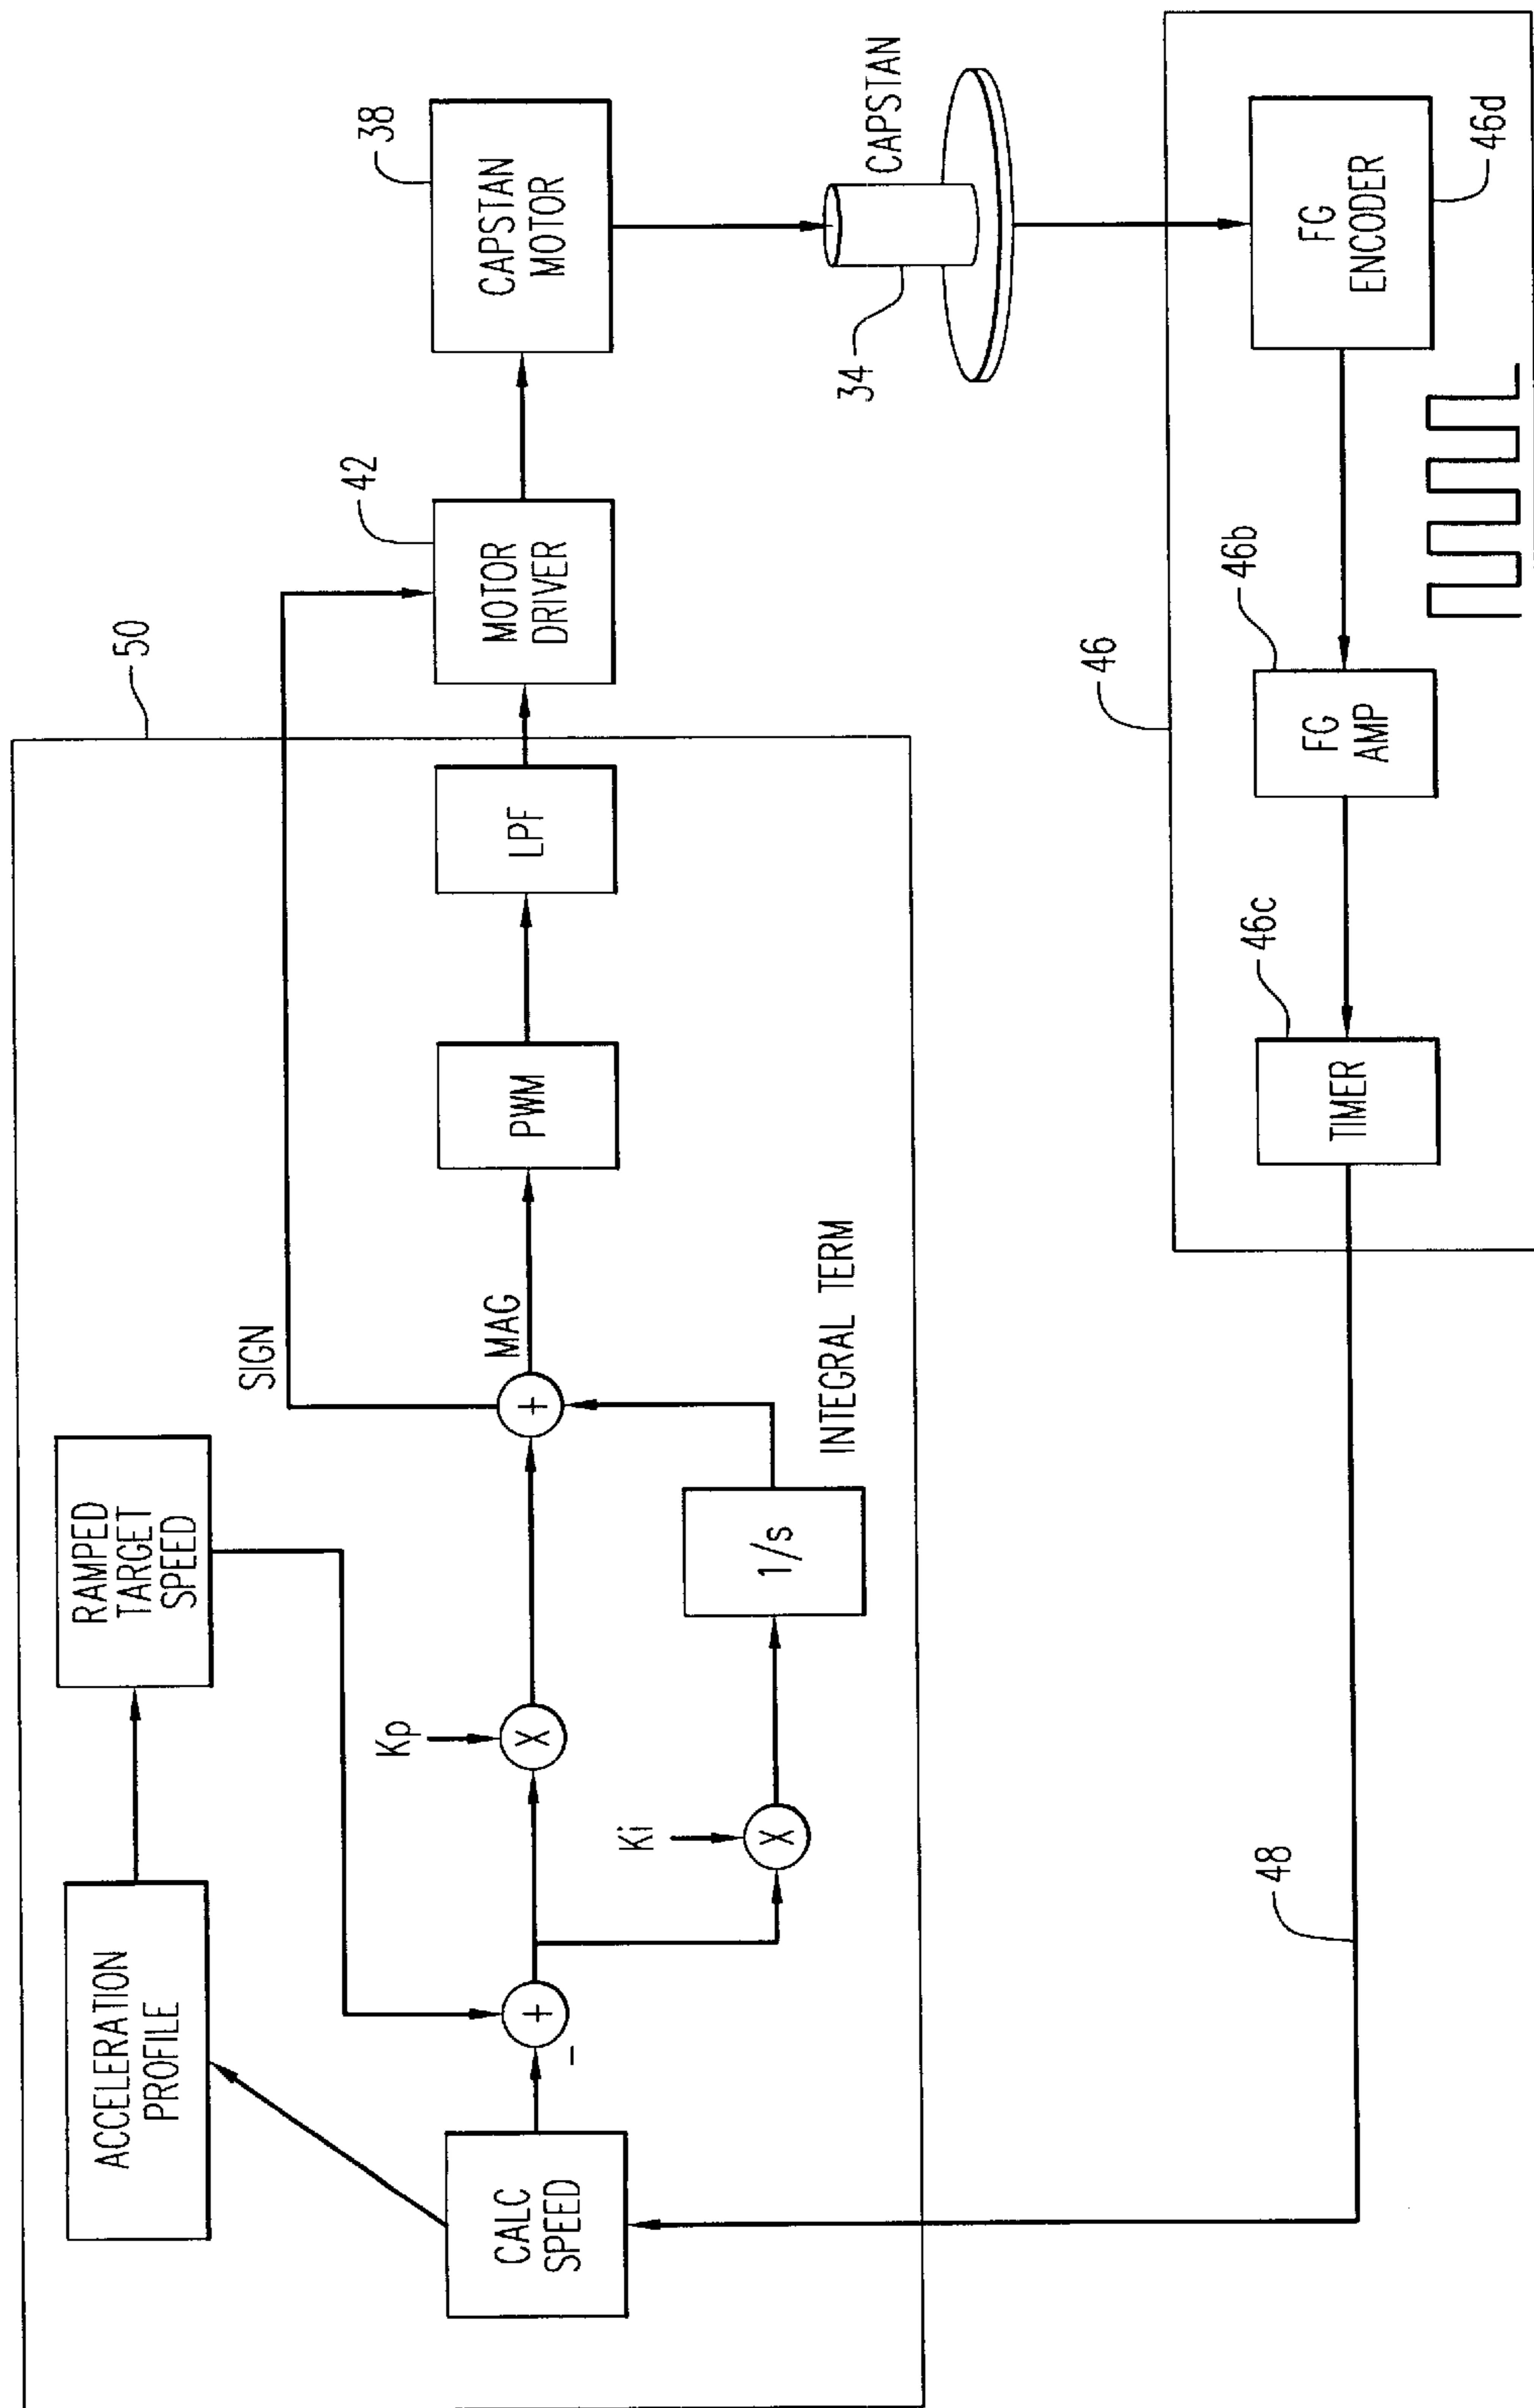 50
ACCELERATION
PROFILE
RAMPED
TARGET
SPEED
SIGN
42
38
CALC
SPEED
+
-
Kp
X
+
MAG
PWM
LPF
MOTOR
DRIVER
CAPSTAN
MOTOR
Ki
X
1/s
INTEGRAL TERM
34
CAPSTAN
46
48
46c
46b
TIMER
FG
AMP
FG
ENCODER
46d